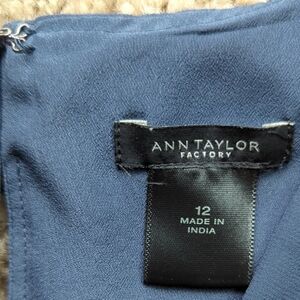 ANN TAYLOR
FACTORY
12
MADE IN
INDIA